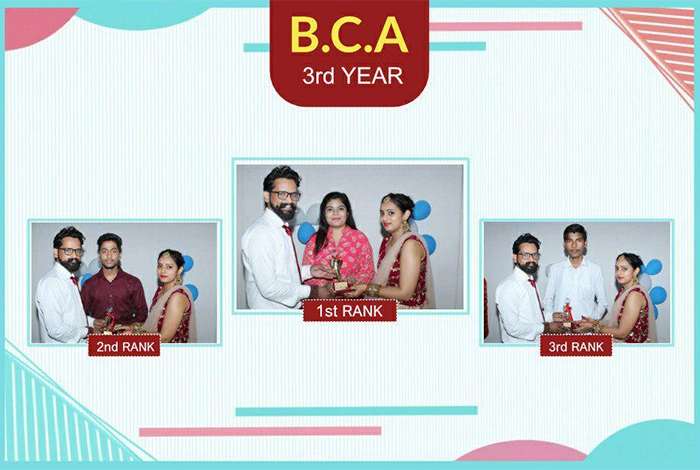 B.C.A
3rd YEAR
1st RANK
2nd RANK
3rd RANK